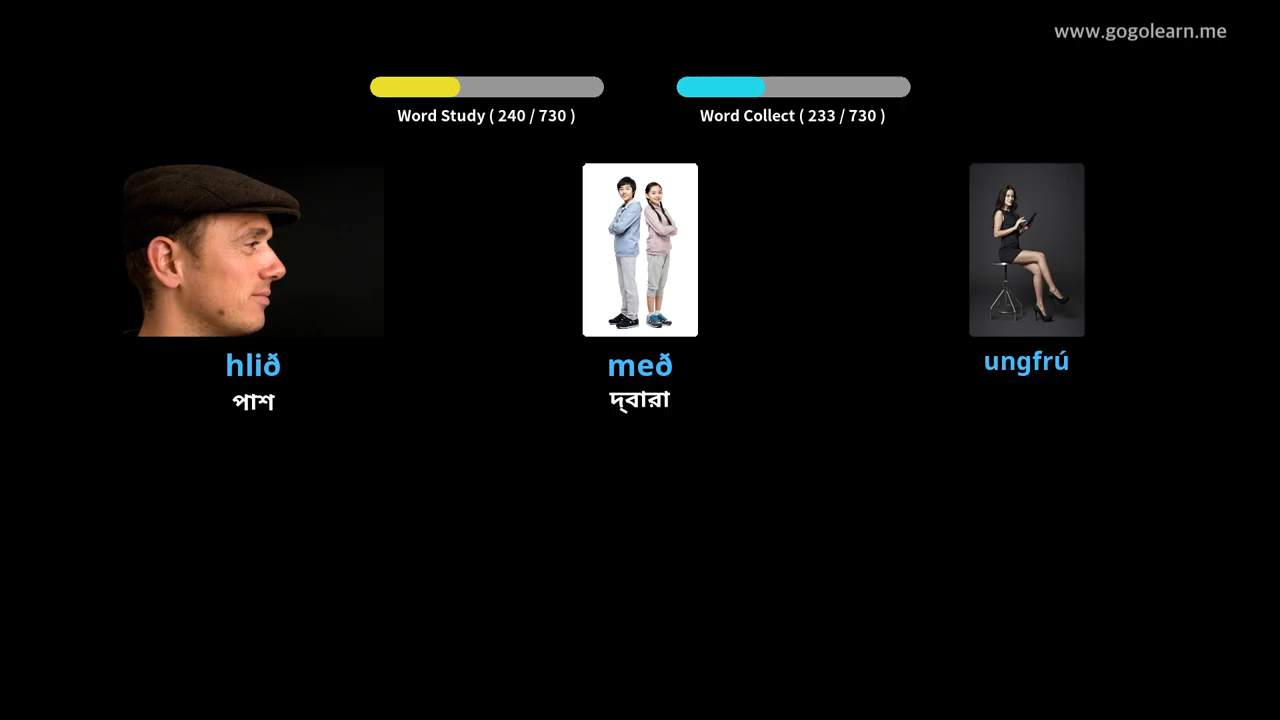 www.gogolearn.me
Word Study ( 240 / 730 )
Word Collect ( 233 / 730 )
hlið
með
ungfrú
পাশ
দ্বারা